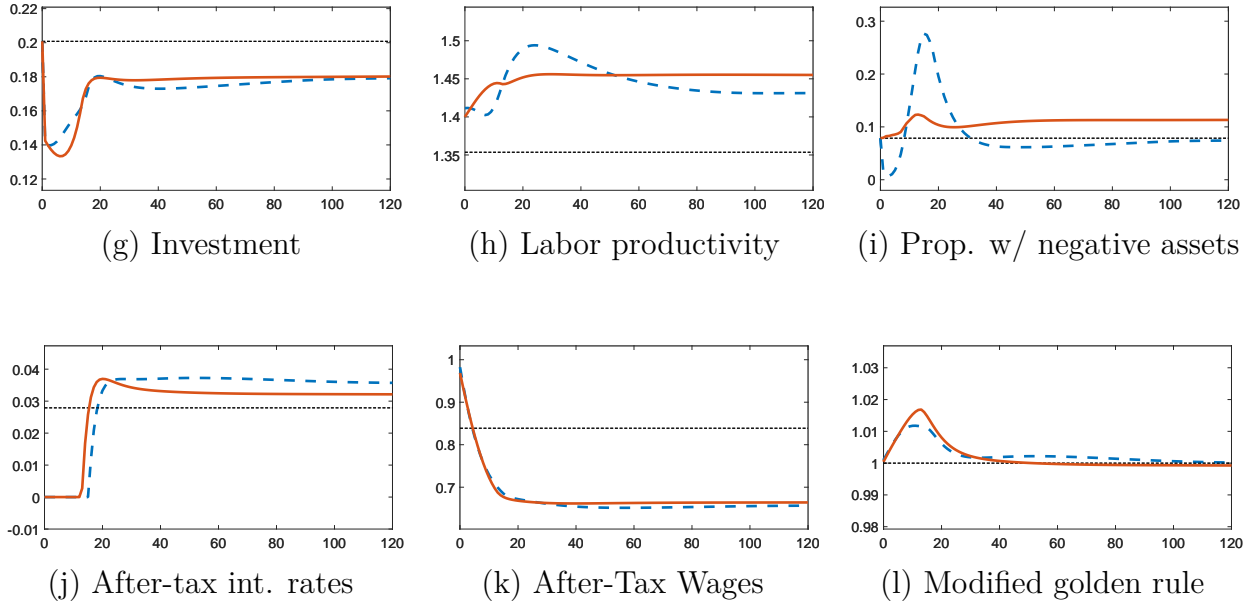 0.22
0.2
0.18
0.16
0.14
0.12
0 20 40 60 80 100 120
(g) Investment
1.5
1.45
1.4
1.35
0 20 40 60 80 100 120
(h) Labor productivity
0.3
0.2
0.1
0
0 20 40 60 80 100 120
(i) Prop. w/ negative assets
0.04
0.03
0.02
0.01
0
-0.01
0 20 40 60 80 100 120
(j) After-tax int. rates
1
0.9
0.8
0.7
0 20 40 60 80 100 120
(k) After-Tax Wages
1.03
1.02
1.01
1
0.99
0.98
0 20 40 60 80 100 120
(l) Modified golden rule